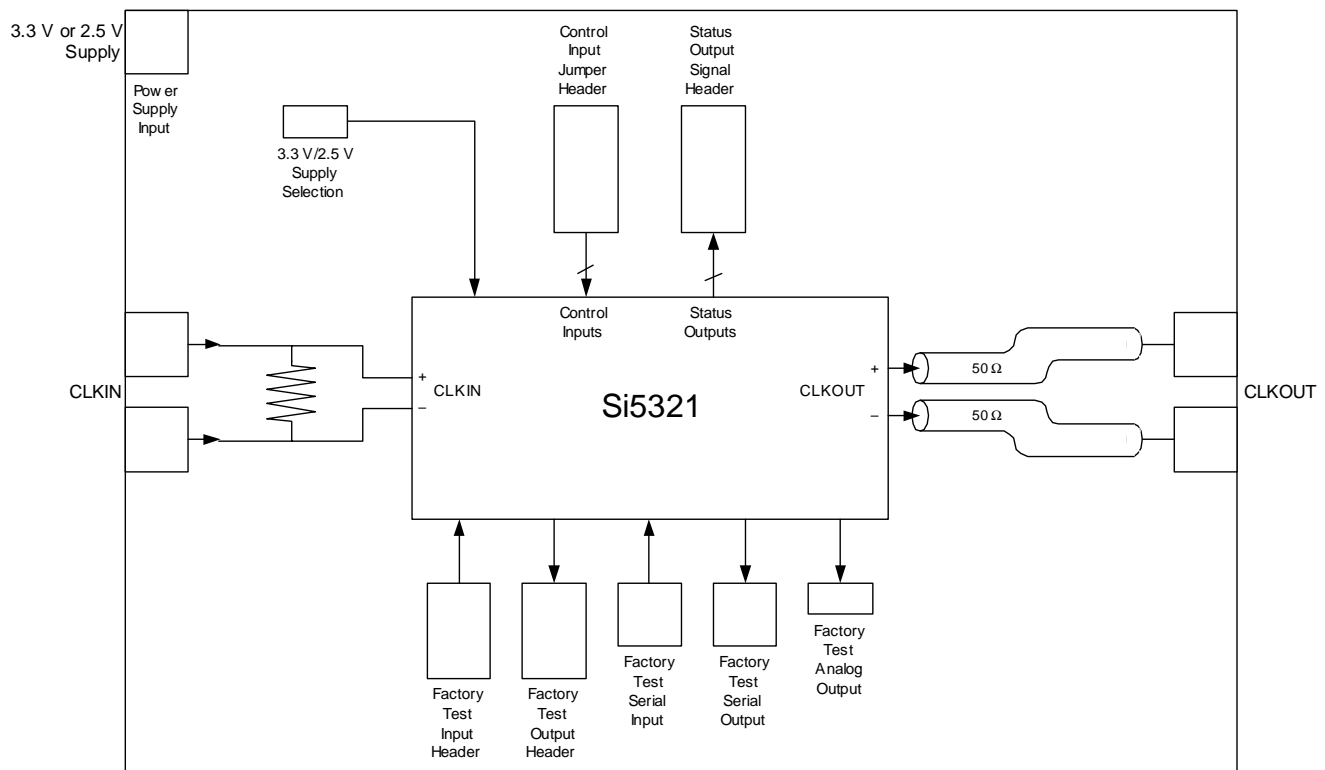 3.3 V or 2.5 V
Supply
Power
Supply
Input
3.3 V/2.5 V
Supply
Selection
Control
Input
Jumper
Header
Status
Output
Signal
Header
Control
Inputs
Status
Outputs
CLKIN
+
CLKIN
–
Si5321
+
CLKOUT
–
50 Ω
50 Ω
CLKOUT
Factory
Test
Input
Header
Factory
Test
Output
Header
Factory
Test
Serial
Input
Factory
Test
Serial
Output
Factory
Test
Analog
Output